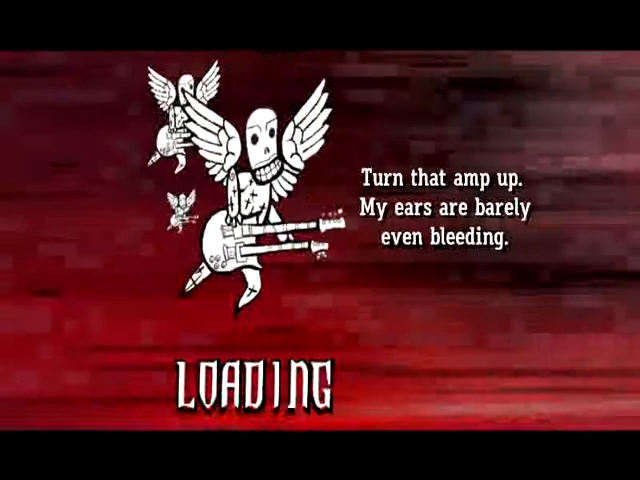 Turn that amp up.
My ears are barely
even bleeding.
LOADING